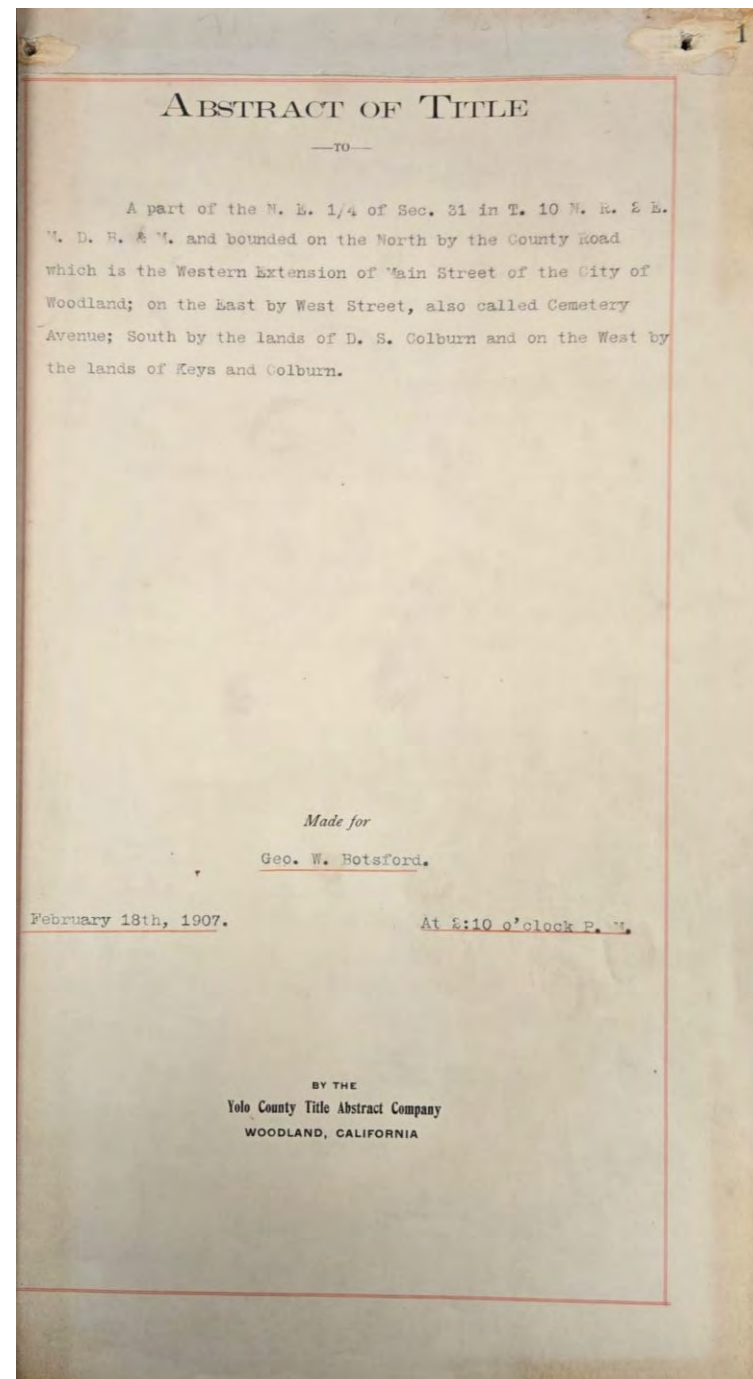 1
ABSTRACT OF TITLE
—TO—
A part of the N. E. 1/4 of Sec. 31 in T. 10 N. R. 2 E.
M. D. B. & M. and bounded on the North by the County Road
which is the Western Extension of Main Street of the City of
Woodland; on the East by West Street, also called Cemetery
Avenue; South by the lands of D. S. Colburn and on the West by
the lands of Keys and Colburn.
Made for
Geo. W. Botsford.
February 18th, 1907. At 2:10 o'clock P. M.
BY THE
Yolo County Title Abstract Company
WOODLAND, CALIFORNIA